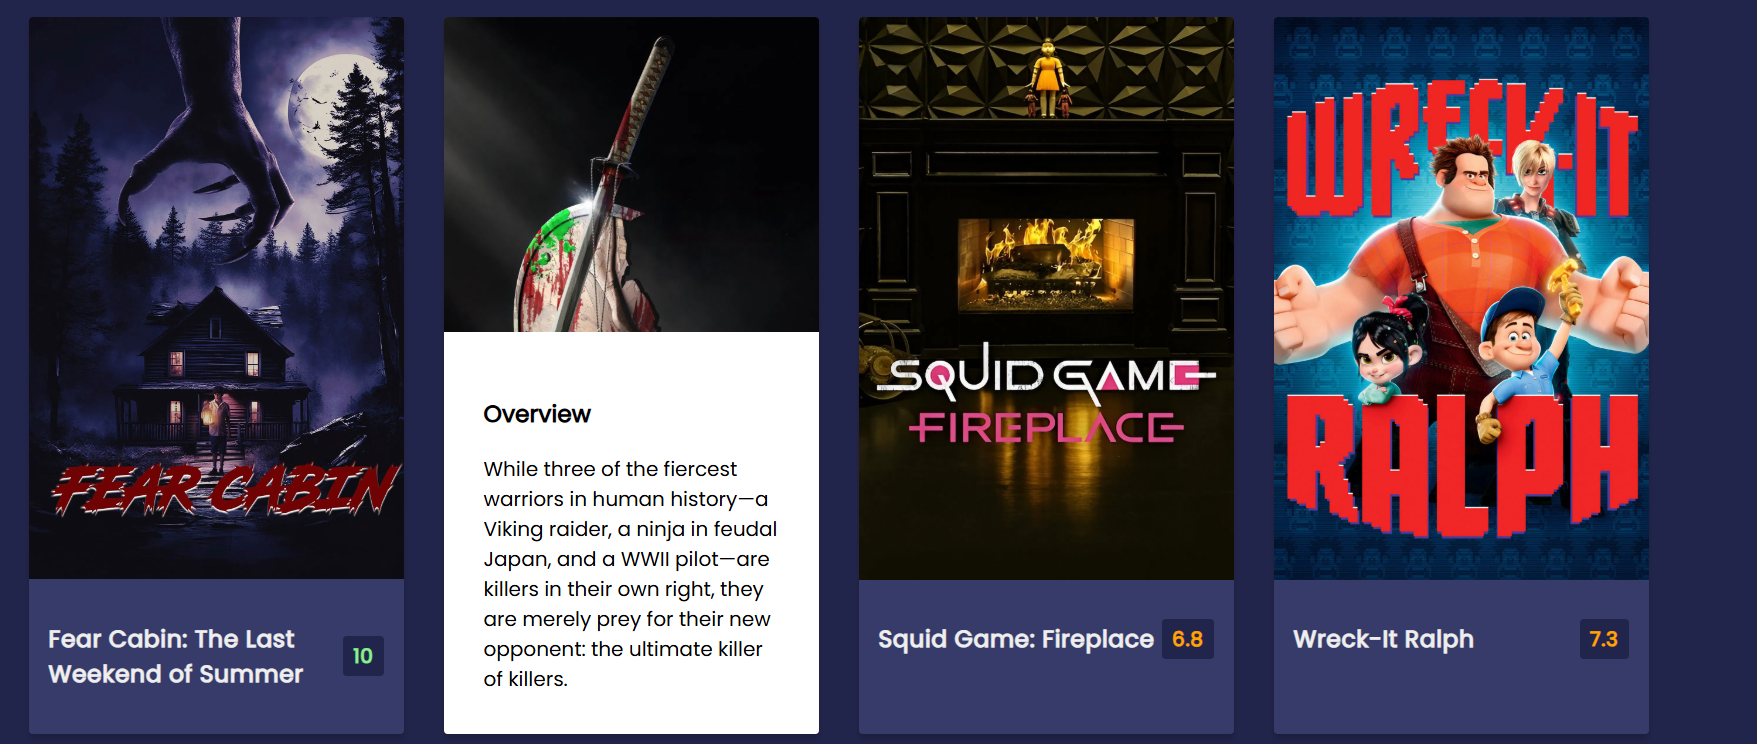 FEAR CABIN
Fear Cabin: The Last
Weekend of Summer
10
Overview
While three of the fiercest
warriors in human history—a
Viking raider, a ninja in feudal
Japan, and a WWII pilot—are
killers in their own right, they
are merely prey for their new
opponent: the ultimate killer
of killers.
SQUID GAME
FIREPLACE
Squid Game: Fireplace
6.8
WRECK-IT
RALPH
Wreck-It Ralph
7.3